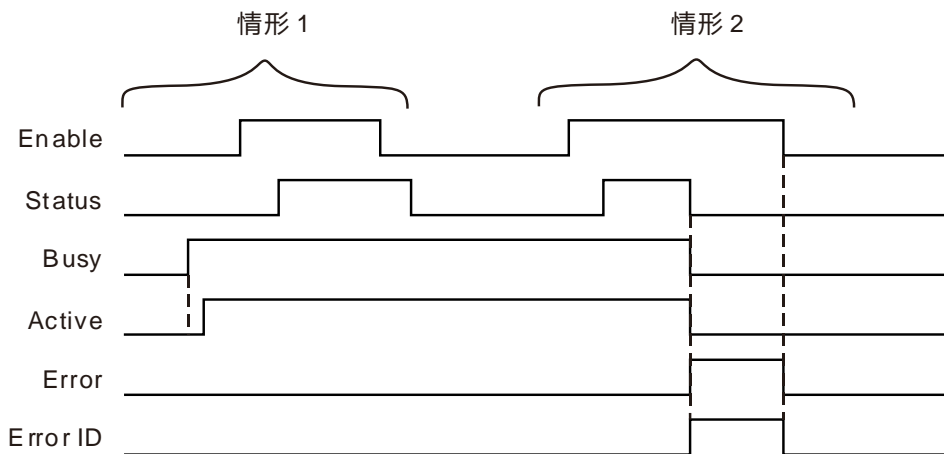 情形 1 情形 2
Enable
Status
Busy
Active
Error
Error ID